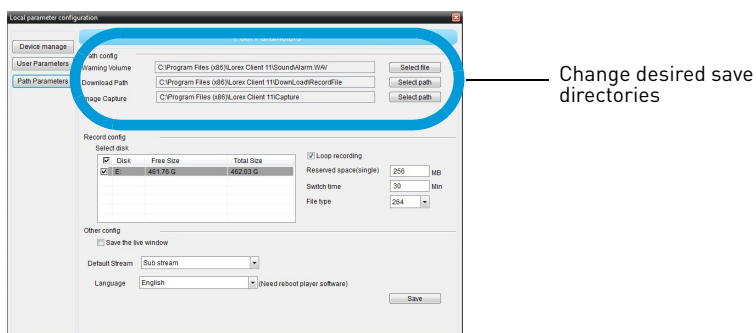 Local parameter configuration
Device manage
User Parameters
Path Parameters
Path config
Warning Volume C:\Program Files (x86)\Lorex Client 11\Sound\Alarm.WAV Select file
Download Path C:\Program Files (x86)\Lorex Client 11\DownLoad\RecordFile Select path
Image Capture C:\Program Files (x86)\Lorex Client 11\Capture Select path
Change desired save
directories
Record config
Select disk
Disk Free Size Total Size
E: 461.76 G 462.03 G
Loop recording
Reserved space(single) 256 MB
Switch time 30 Min
File type 264
Other config
Save the live window
Default Stream Sub stream
Language English (Need reboot player software)
Save